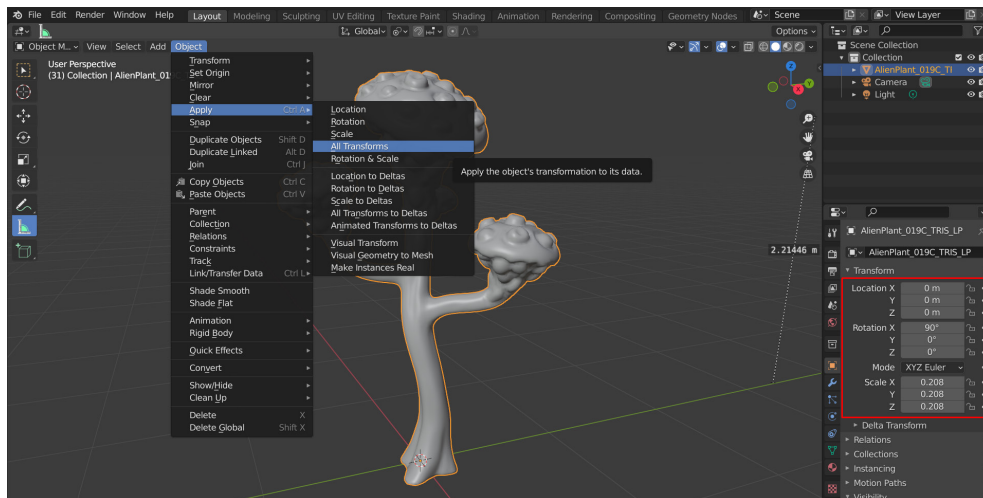 File Edit Render Window Help Layout Modeling Sculpting UV Editing Texture Paint Shading Animation Rendering Compositing Geometry Nodes Scene View Layer
Global Options
Object M... View Select Add Object
User Perspective
(31) Collection | AlienPlant_01
Transform
Set Origin
Mirror
Clear
Apply Ctrl A
Snap
Duplicate Objects Shift D
Duplicate Linked Alt D
Join Ctrl J
Copy Objects Ctrl C
Paste Objects Ctrl V
Parent
Collection
Relations
Constraints
Track
Link/Transfer Data Ctrl L
Shade Smooth
Shade Flat
Animation
Rigid Body
Quick Effects
Convert
Show/Hide
Clean Up
Delete X
Delete Global Shift X
Location
Rotation
Scale
All Transforms
Rotation & Scale
Location to Deltas
Rotation to Deltas
Scale to Deltas
All Transforms to Deltas
Animated Transforms to Deltas
Visual Transform
Visual Geometry to Mesh
Make Instances Real
Apply the object's transformation to its data.
Z
Y
2.21446 m
Scene Collection
Collection
AlienPlant_019C_TI
Camera
Light
AlienPlant_019C_TRIS_LP
AlienPlant_019C_TRIS_LP
Transform
Location X 0 m
Y 0 m
Z 0 m
Rotation X 90°
Y 0°
Z 0°
Mode XYZ Euler
Scale X 0.208
Y 0.208
Z 0.208
Delta Transform
Relations
Collections
Instancing
Motion Paths
Visibility